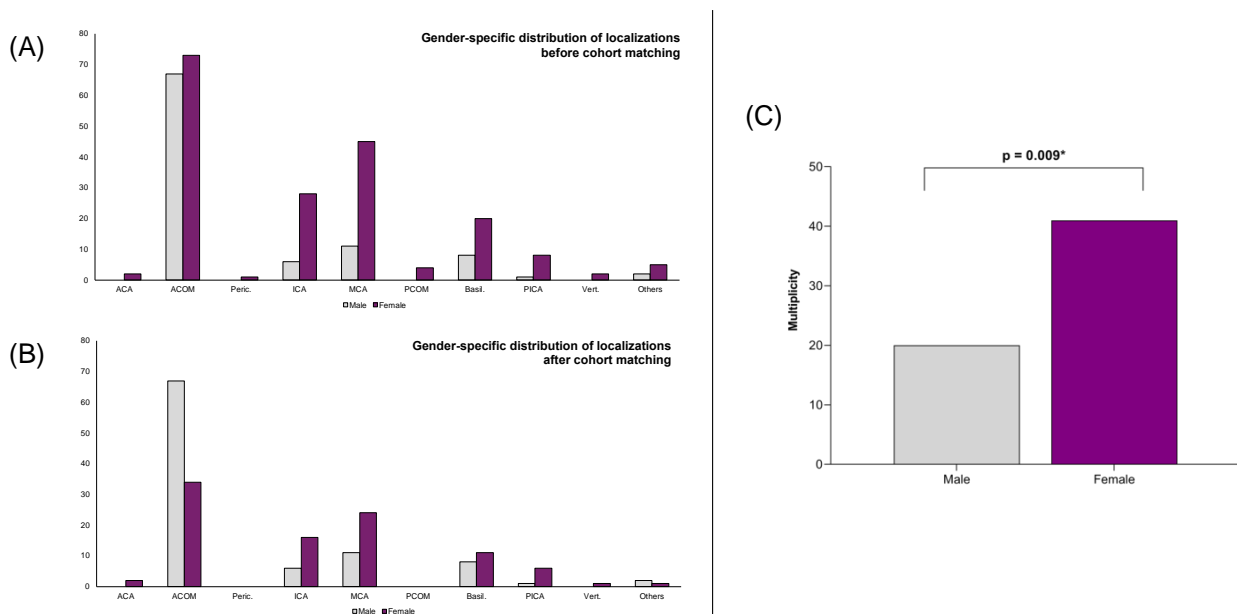 (A)
Gender-specific distribution of localizations
before cohort matching
80
70
60
50
40
30
20
10
0
ACA ACOM Peric. ICA MCA PCOM Basil. PICA Vert. Others
Male Female
(B)
Gender-specific distribution of localizations
after cohort matching
80
70
60
50
40
30
20
10
0
ACA ACOM Peric. ICA MCA PCOM Basil. PICA Vert. Others
Male Female
(C)
p = 0.009*
Multiplicity
50
40
30
20
10
0
Male Female